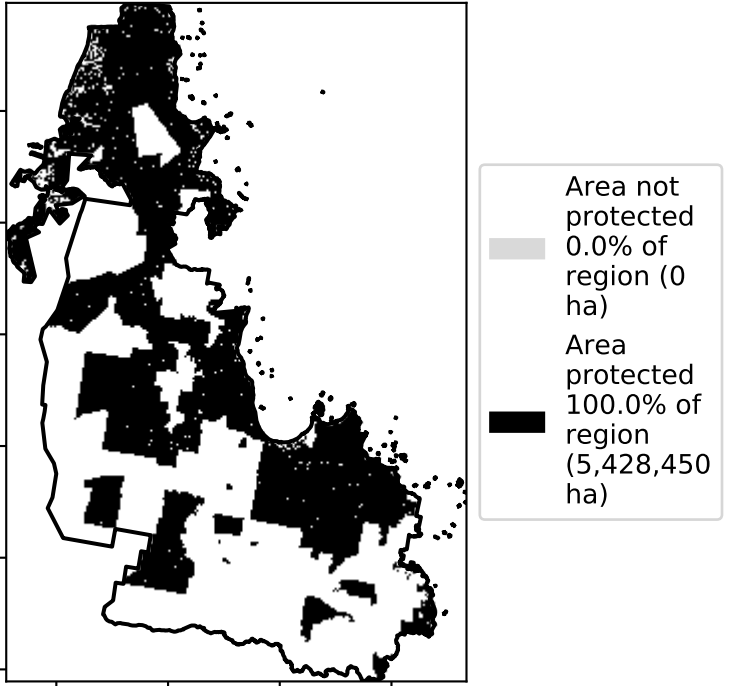 Area not
protected
0.0% of
region (0
ha)
Area
protected
100.0% of
region
(5,428,450
ha)